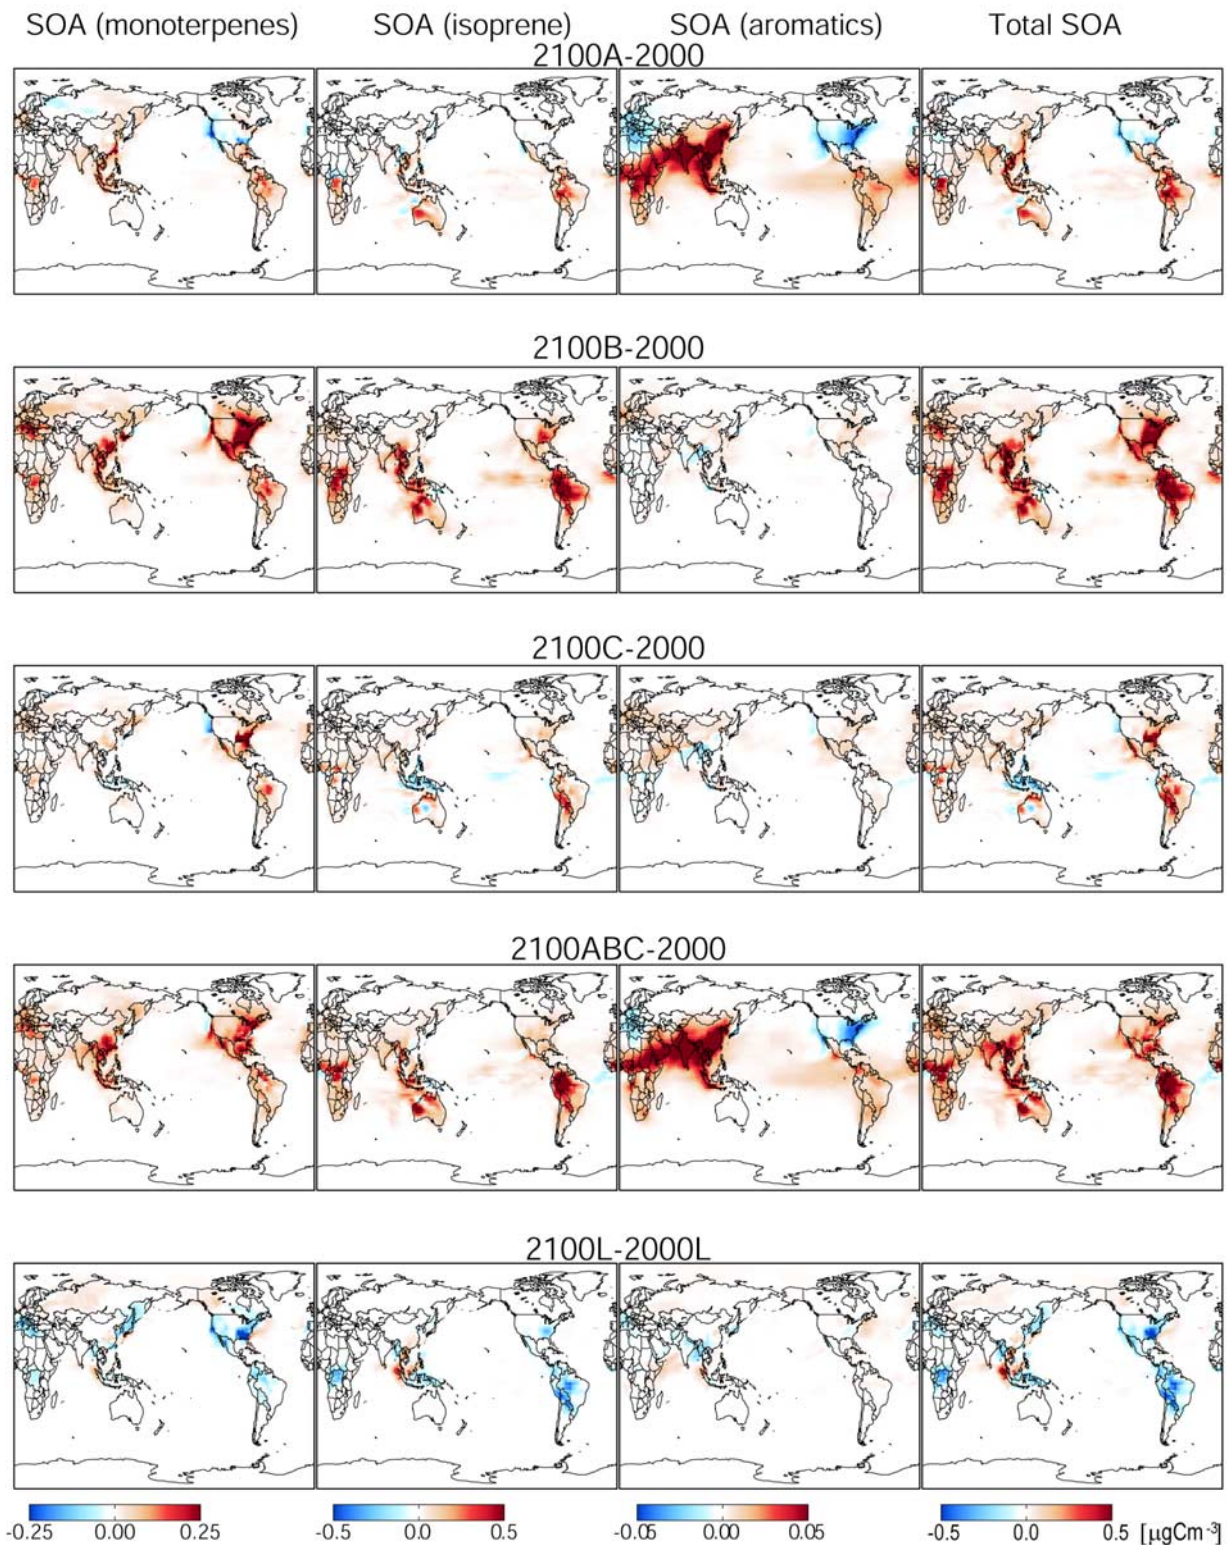 SOA (monoterpenes) SOA (isoprene) SOA (aromatics) Total SOA
2100A-2000
2100B-2000
2100C-2000
2100ABC-2000
2100L-2000L
-0.25 0.00 0.25 -0.5 0.0 0.5 -0.05 0.00 0.05 -0.5 0.0 0.5 [µgCm⁻³]